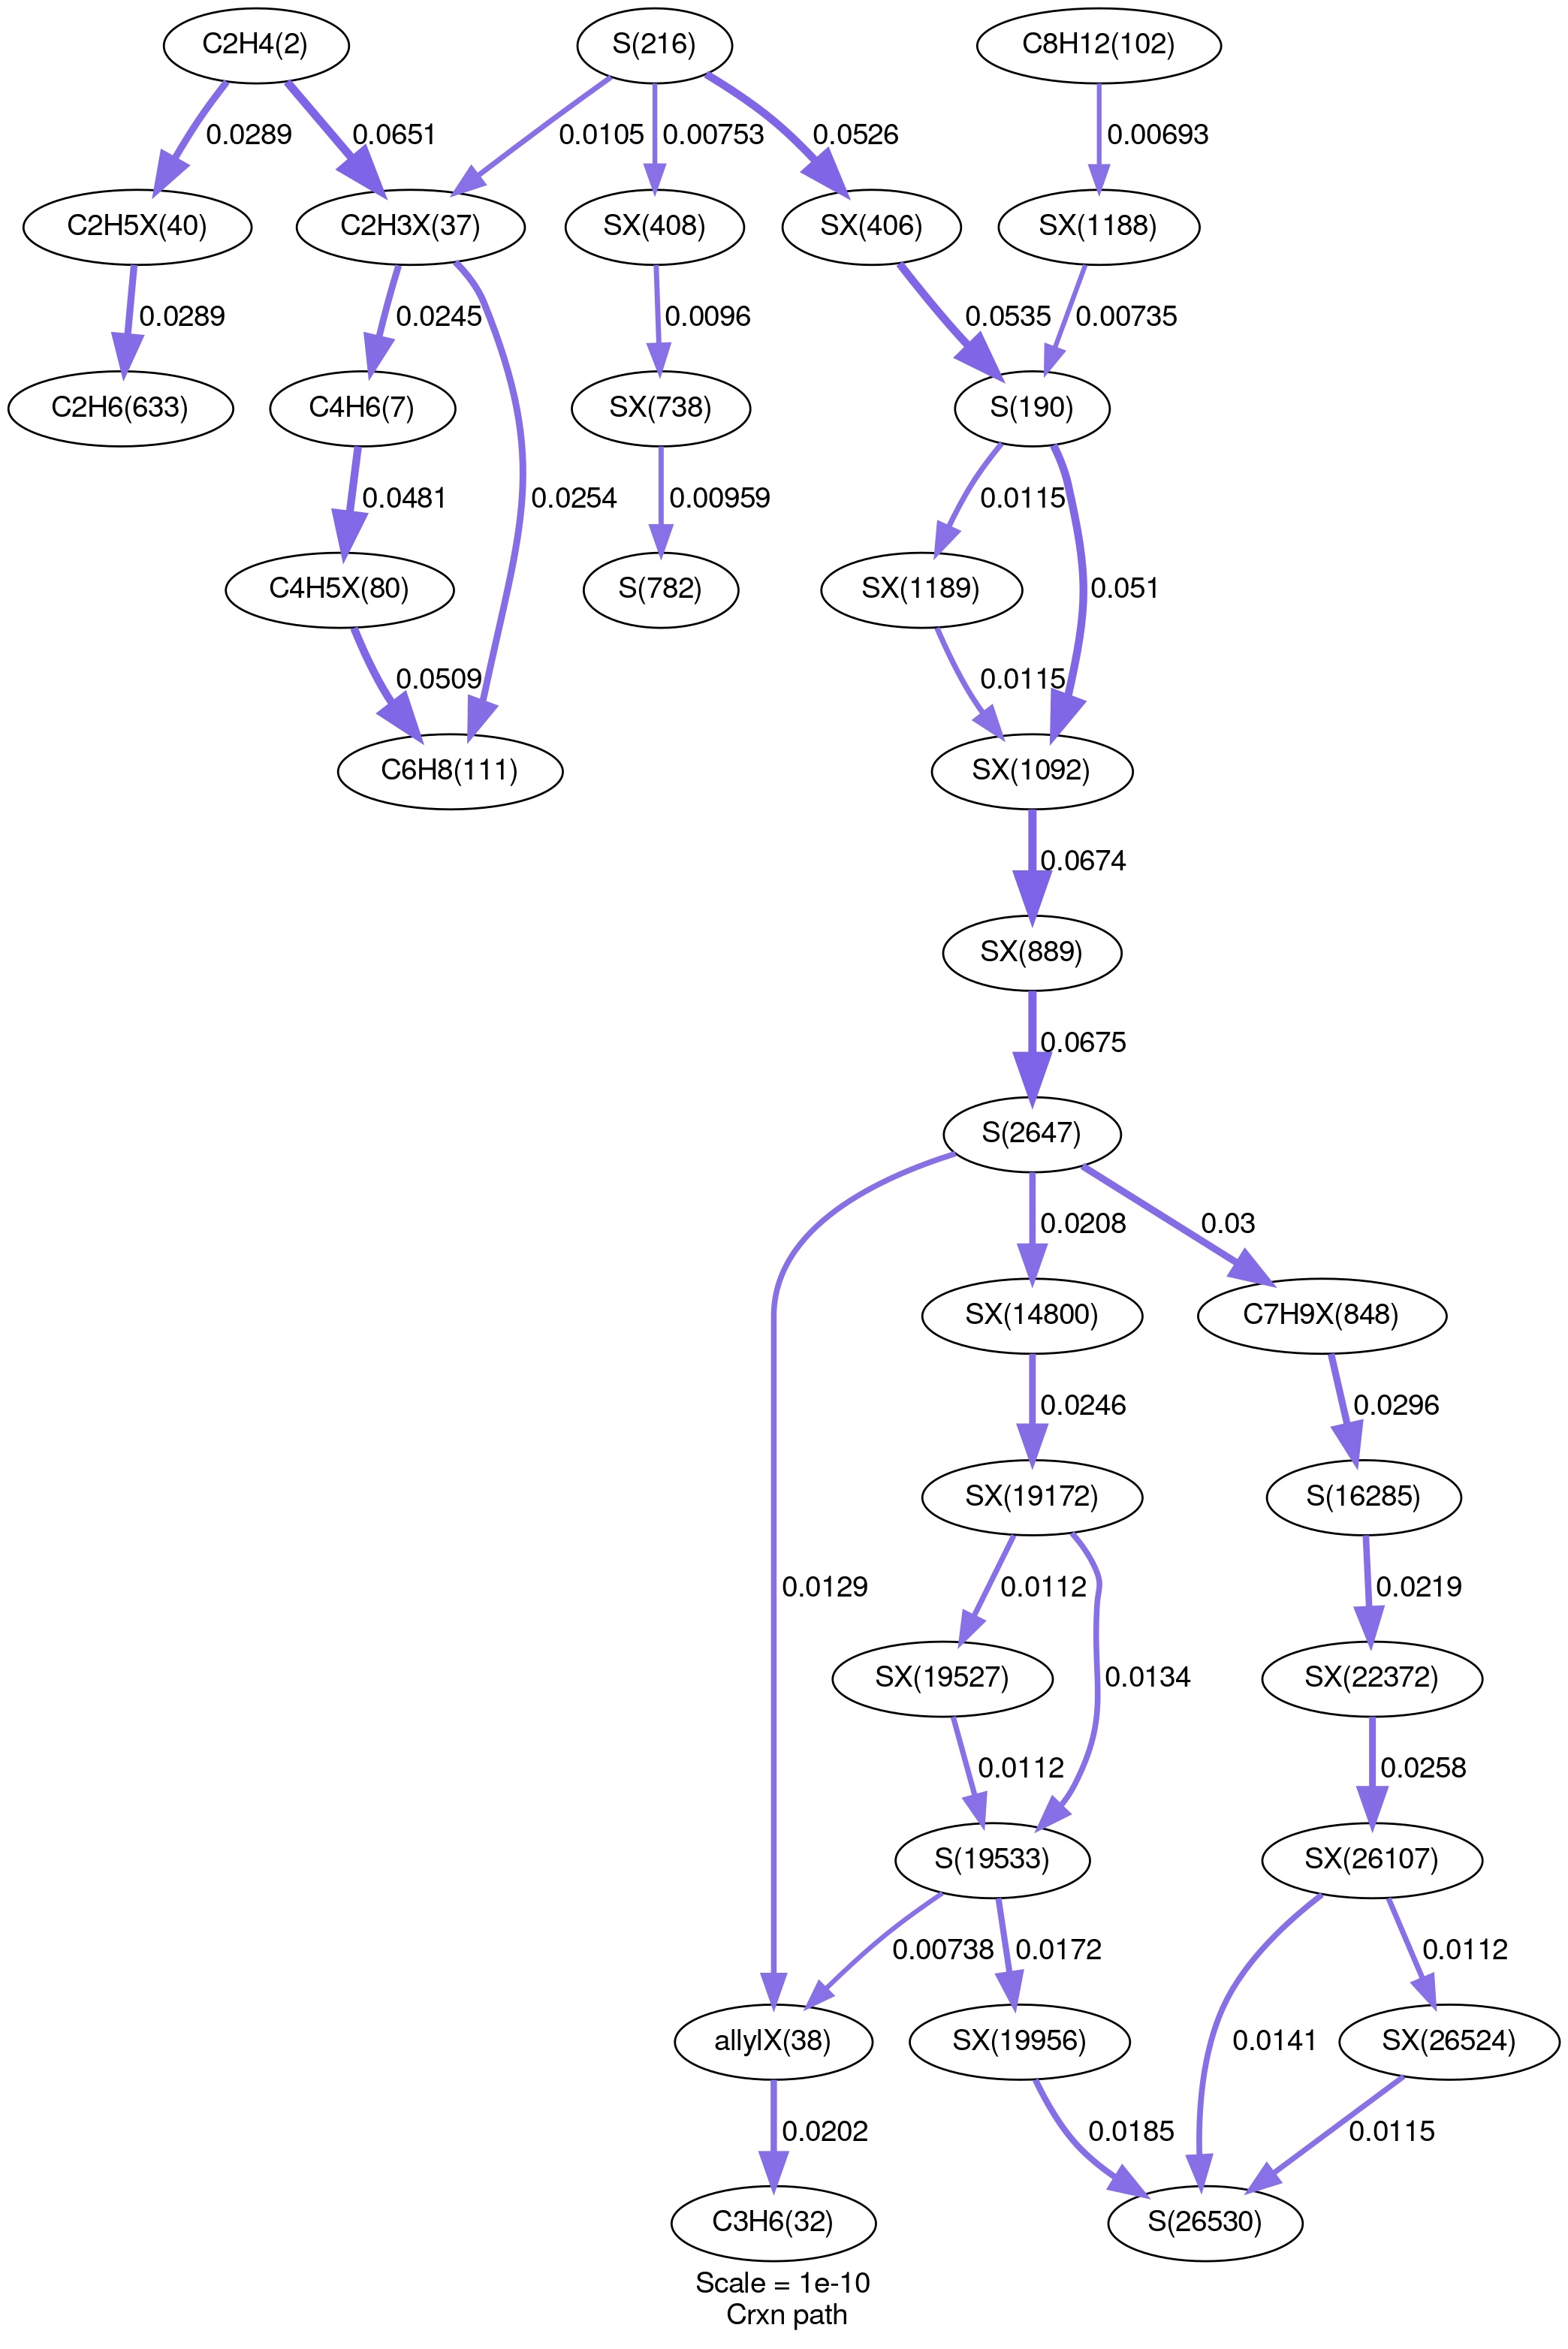 C2H4(2)
S(216)
C8H12(102)
0.0289
0.0651
0.0105
0.00753
0.0526
0.00693
C2H5X(40)
C2H3X(37)
SX(408)
SX(406)
SX(1188)
0.0289
0.0245
0.0096
0.0535
0.00735
C2H6(633)
C4H6(7)
SX(738)
S(190)
0.0481
0.0254
0.00959
0.0115
0.051
C4H5X(80)
S(782)
SX(1189)
0.0509
0.0115
C6H8(111)
SX(1092)
0.0674
SX(889)
0.0675
S(2647)
0.0208
0.03
SX(14800)
C7H9X(848)
0.0246
0.0296
SX(19172)
S(16285)
0.0129
0.0112
0.0219
SX(19527)
0.0134
SX(22372)
0.0112
0.0258
S(19533)
SX(26107)
0.00738
0.0172
0.0112
allylX(38)
SX(19956)
0.0141
SX(26524)
0.0202
0.0185
0.0115
C3H6(32)
S(26530)
Scale = 1e-10
Crxn path